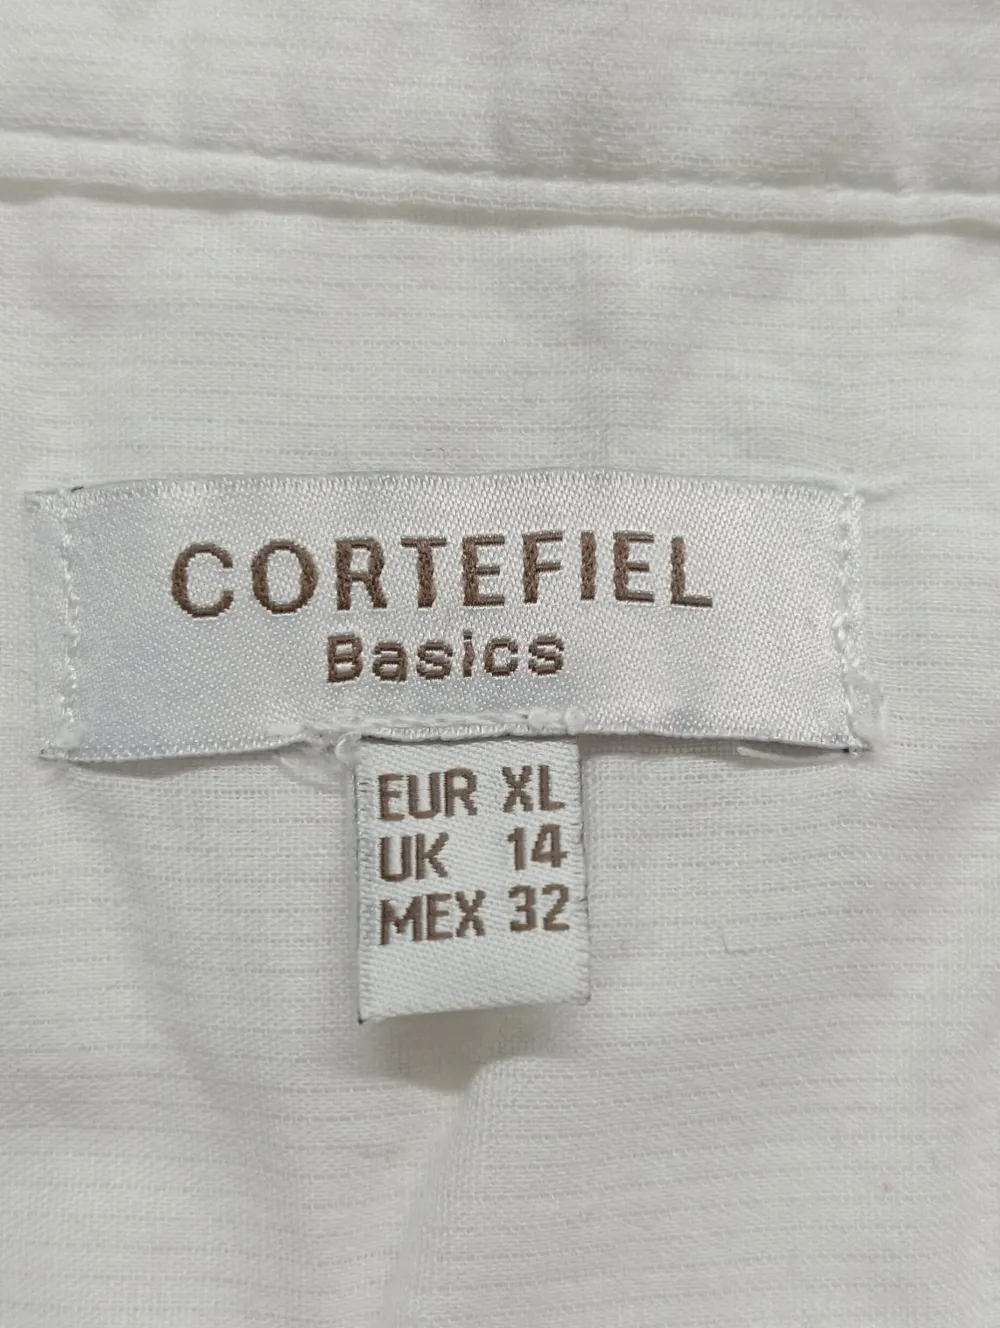 CORTEFIEL
Basics
EUR XL
UK 14
MEX 32